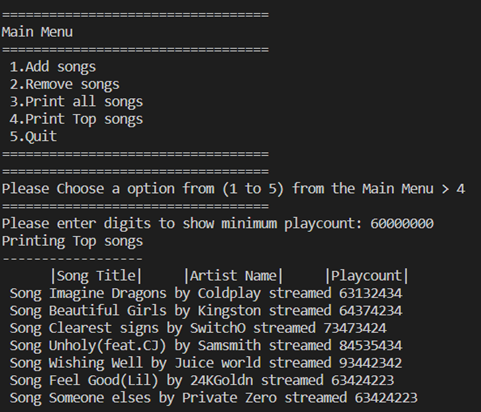 ==================================
Main Menu
==================================
 1.Add songs
 2.Remove songs
 3.Print all songs
 4.Print Top songs
 5.Quit
==================================
==================================
Please Choose a option from (1 to 5) from the Main Menu > 4
==================================
Please enter digits to show minimum playcount: 60000000
Printing Top songs
------------------
      |Song Title|     |Artist Name|     |Playcount|
 Song Imagine Dragons by Coldplay streamed 63132434
 Song Beautiful Girls by Kingston streamed 64374234
 Song Clearest signs by SwitchO streamed 73473424
 Song Unholy(feat.CJ) by Samsmith streamed 84535434
 Song Wishing Well by Juice world streamed 93442342
 Song Feel Good(Lil) by 24KGoldn streamed 63424223
 Song Someone elses by Private Zero streamed 63424223